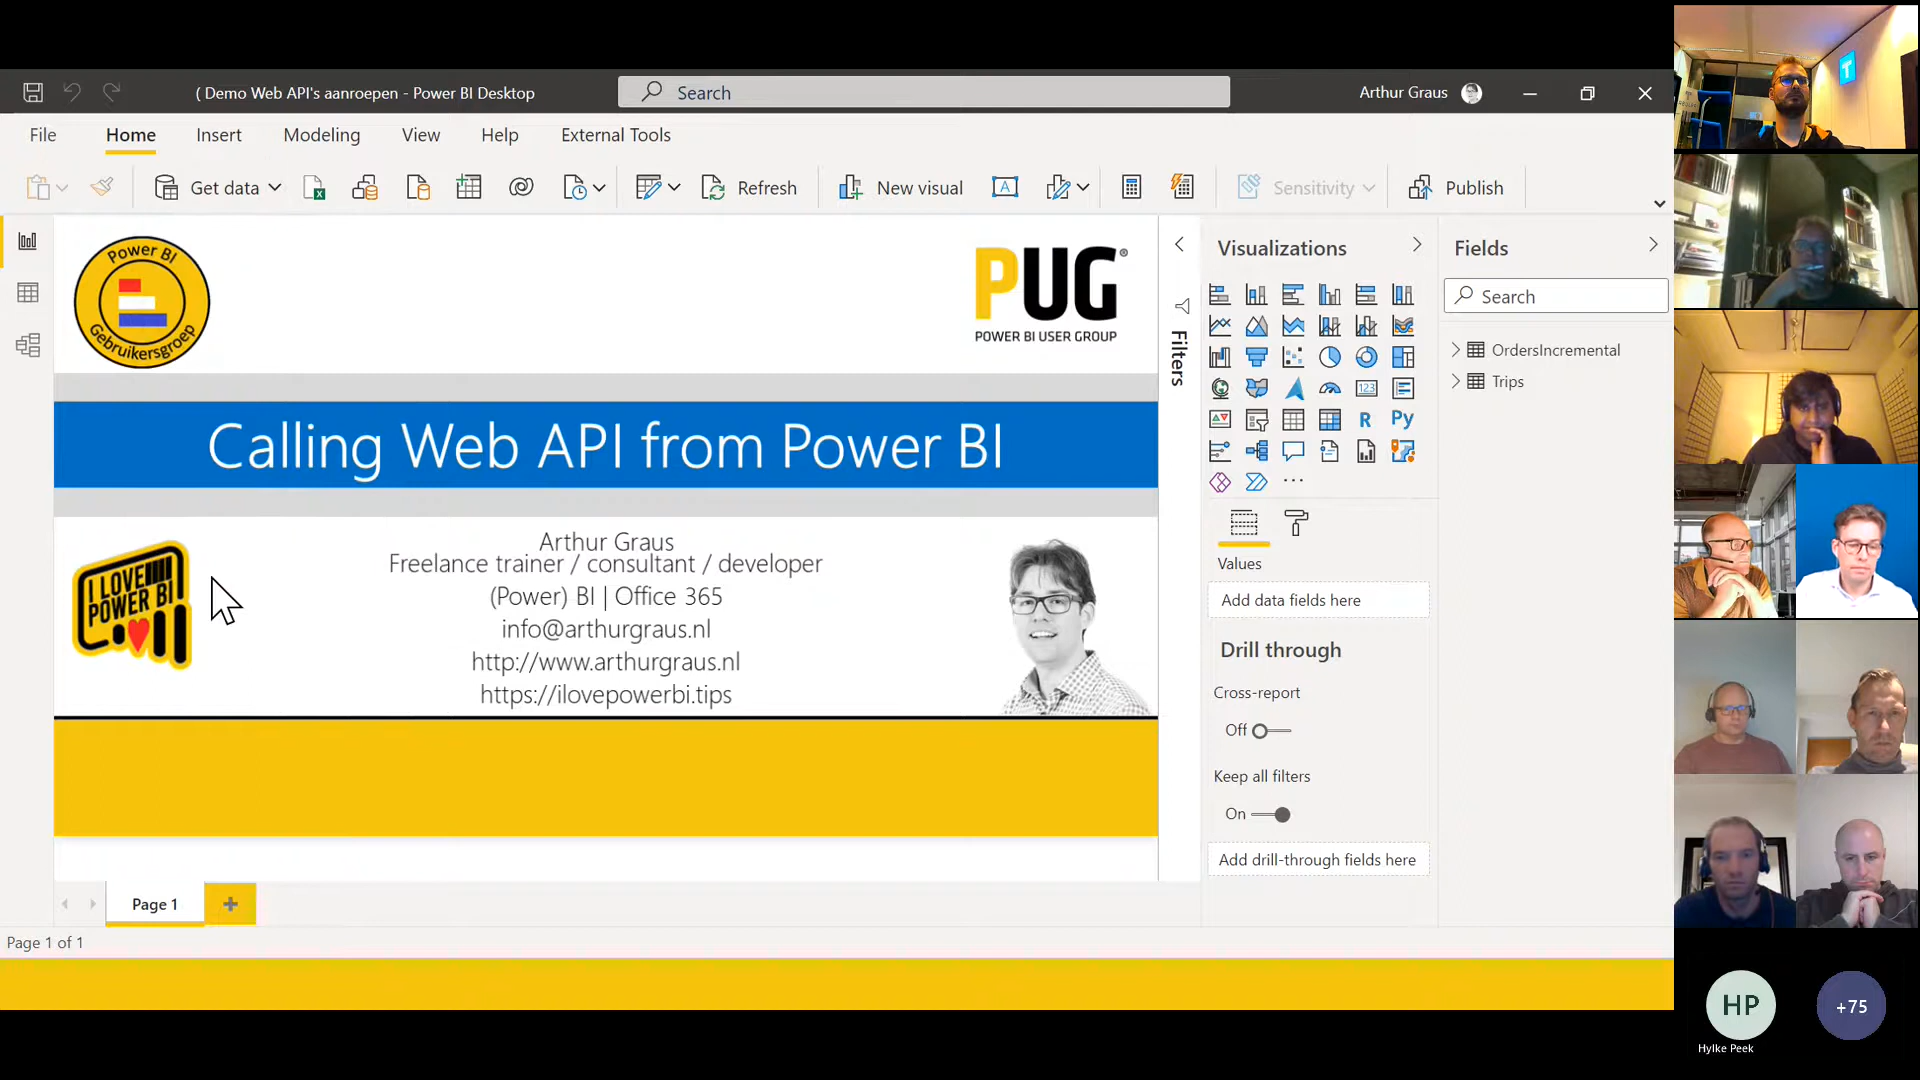 ( Demo Web API's aanroepen - Power BI Desktop
Search
Arthur Graus
File
Home
Insert
Modeling
View
Help
External Tools
Get data
Refresh
New visual
Sensitivity
Publish
Power BI
Gebruikersgroep
PUG®
POWER BI USER GROUP
Calling Web API from Power BI
I LOVE
POWER BI
Arthur Graus
Freelance trainer / consultant / developer
(Power) BI | Office 365
info@arthurgraus.nl
http://www.arthurgraus.nl
https://ilovepowerbi.tips
Filters
Visualizations
123
R
Py
Values
Add data fields here
Drill through
Cross-report
Off
Keep all filters
On
Add drill-through fields here
Fields
Search
OrdersIncremental
Trips
Page 1
Page 1 of 1
T
HP
Hylke Peek
+75